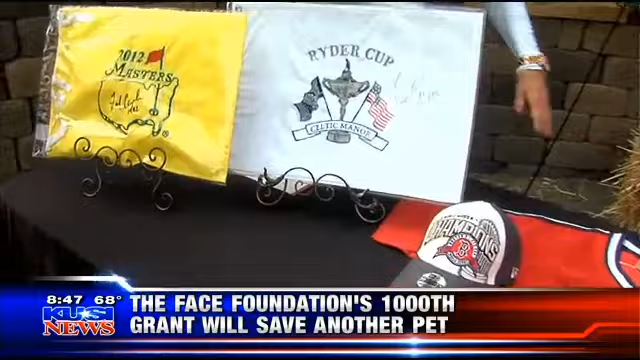 2012
MASTERS
RYDER CUP
CELTIC MANOR
CHAMPIONS
B
8:47 68°
KUSI
NEWS
THE FACE FOUNDATION'S 1000TH
GRANT WILL SAVE ANOTHER PET